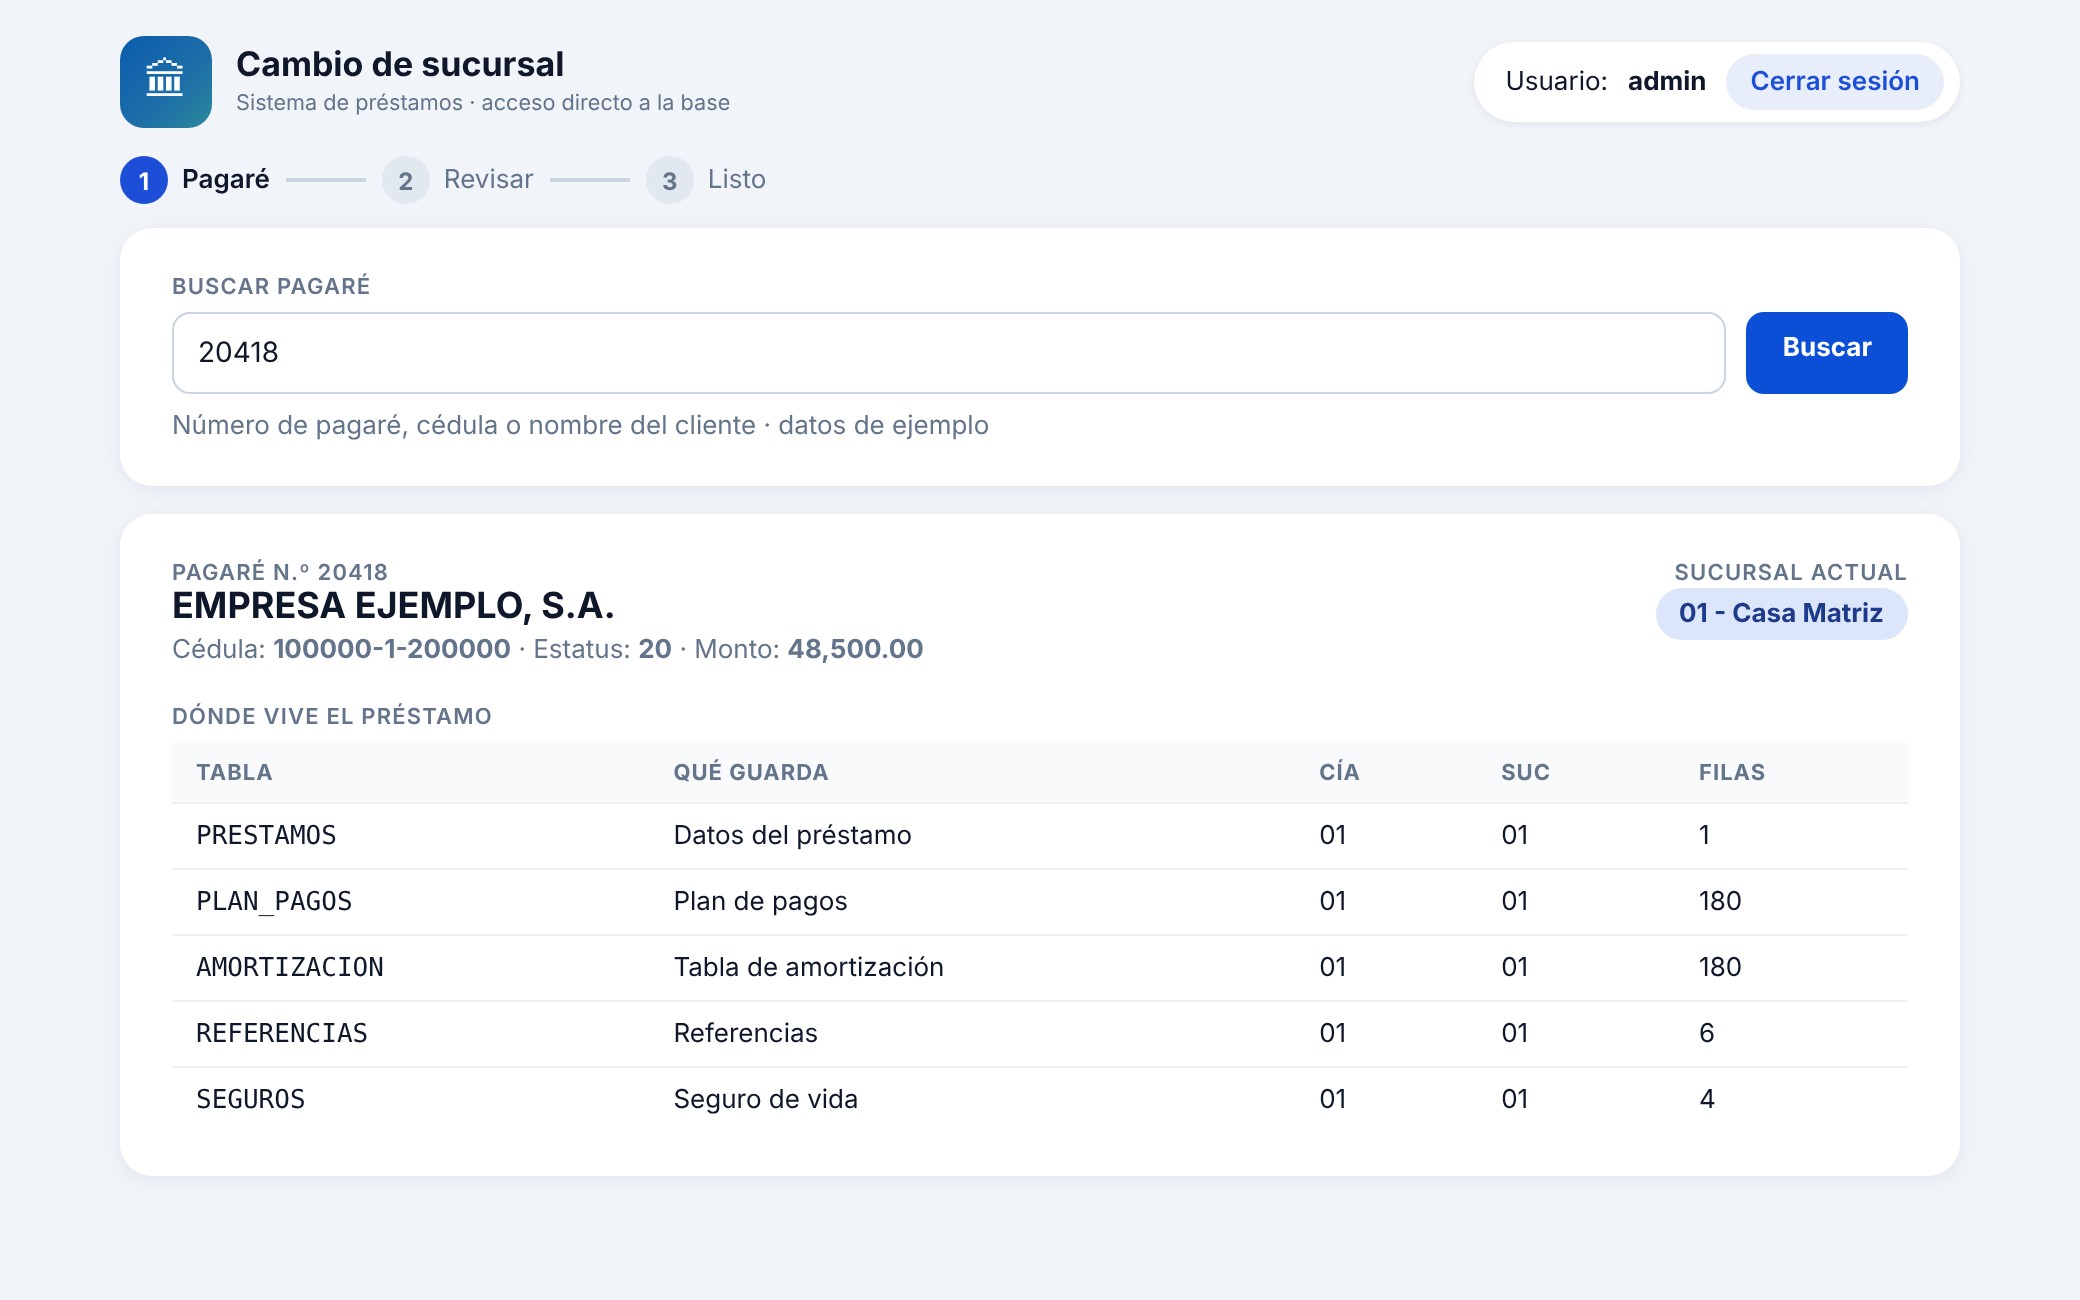 Cambio de sucursal
Sistema de préstamos · acceso directo a la base
Usuario: admin Cerrar sesión
1 Pagaré 2 Revisar 3 Listo
BUSCAR PAGARÉ
20418
Buscar
Número de pagaré, cédula o nombre del cliente · datos de ejemplo
PAGARÉ N.º 20418
EMPRESA EJEMPLO, S.A.
Cédula: 100000-1-200000 · Estatus: 20 · Monto: 48,500.00
SUCURSAL ACTUAL
01 - Casa Matriz
DÓNDE VIVE EL PRÉSTAMO
TABLA QUÉ GUARDA CÍA SUC FILAS
PRESTAMOS Datos del préstamo 01 01 1
PLAN_PAGOS Plan de pagos 01 01 180
AMORTIZACION Tabla de amortización 01 01 180
REFERENCIAS Referencias 01 01 6
SEGUROS Seguro de vida 01 01 4